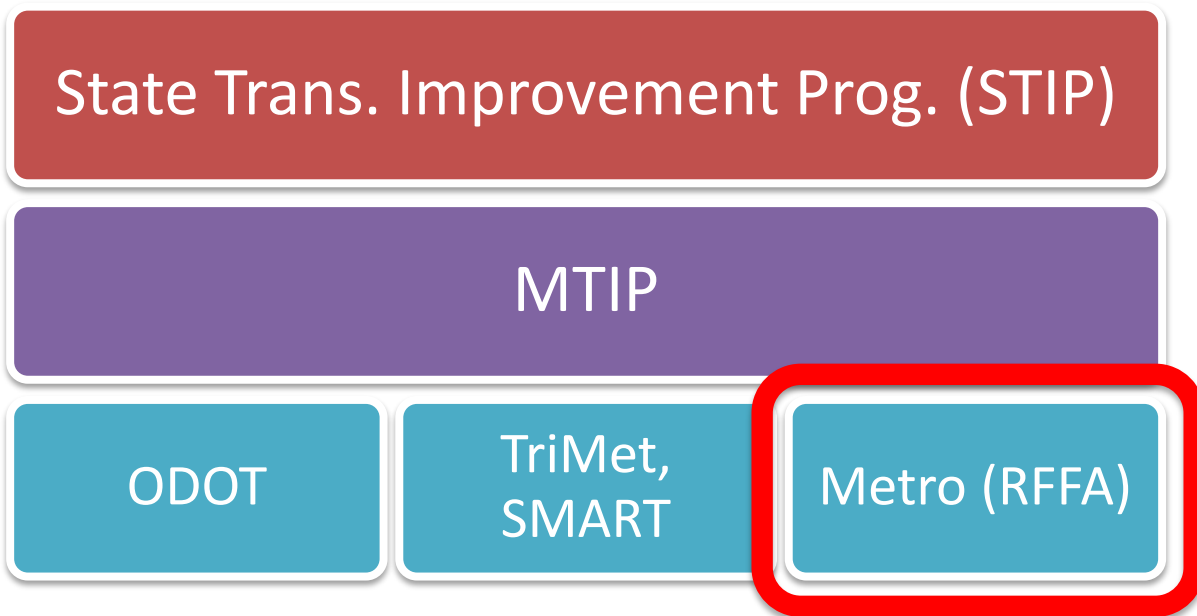 State Trans. Improvement Prog. (STIP)
MTIP
ODOT
TriMet,
SMART
Metro (RFFA)